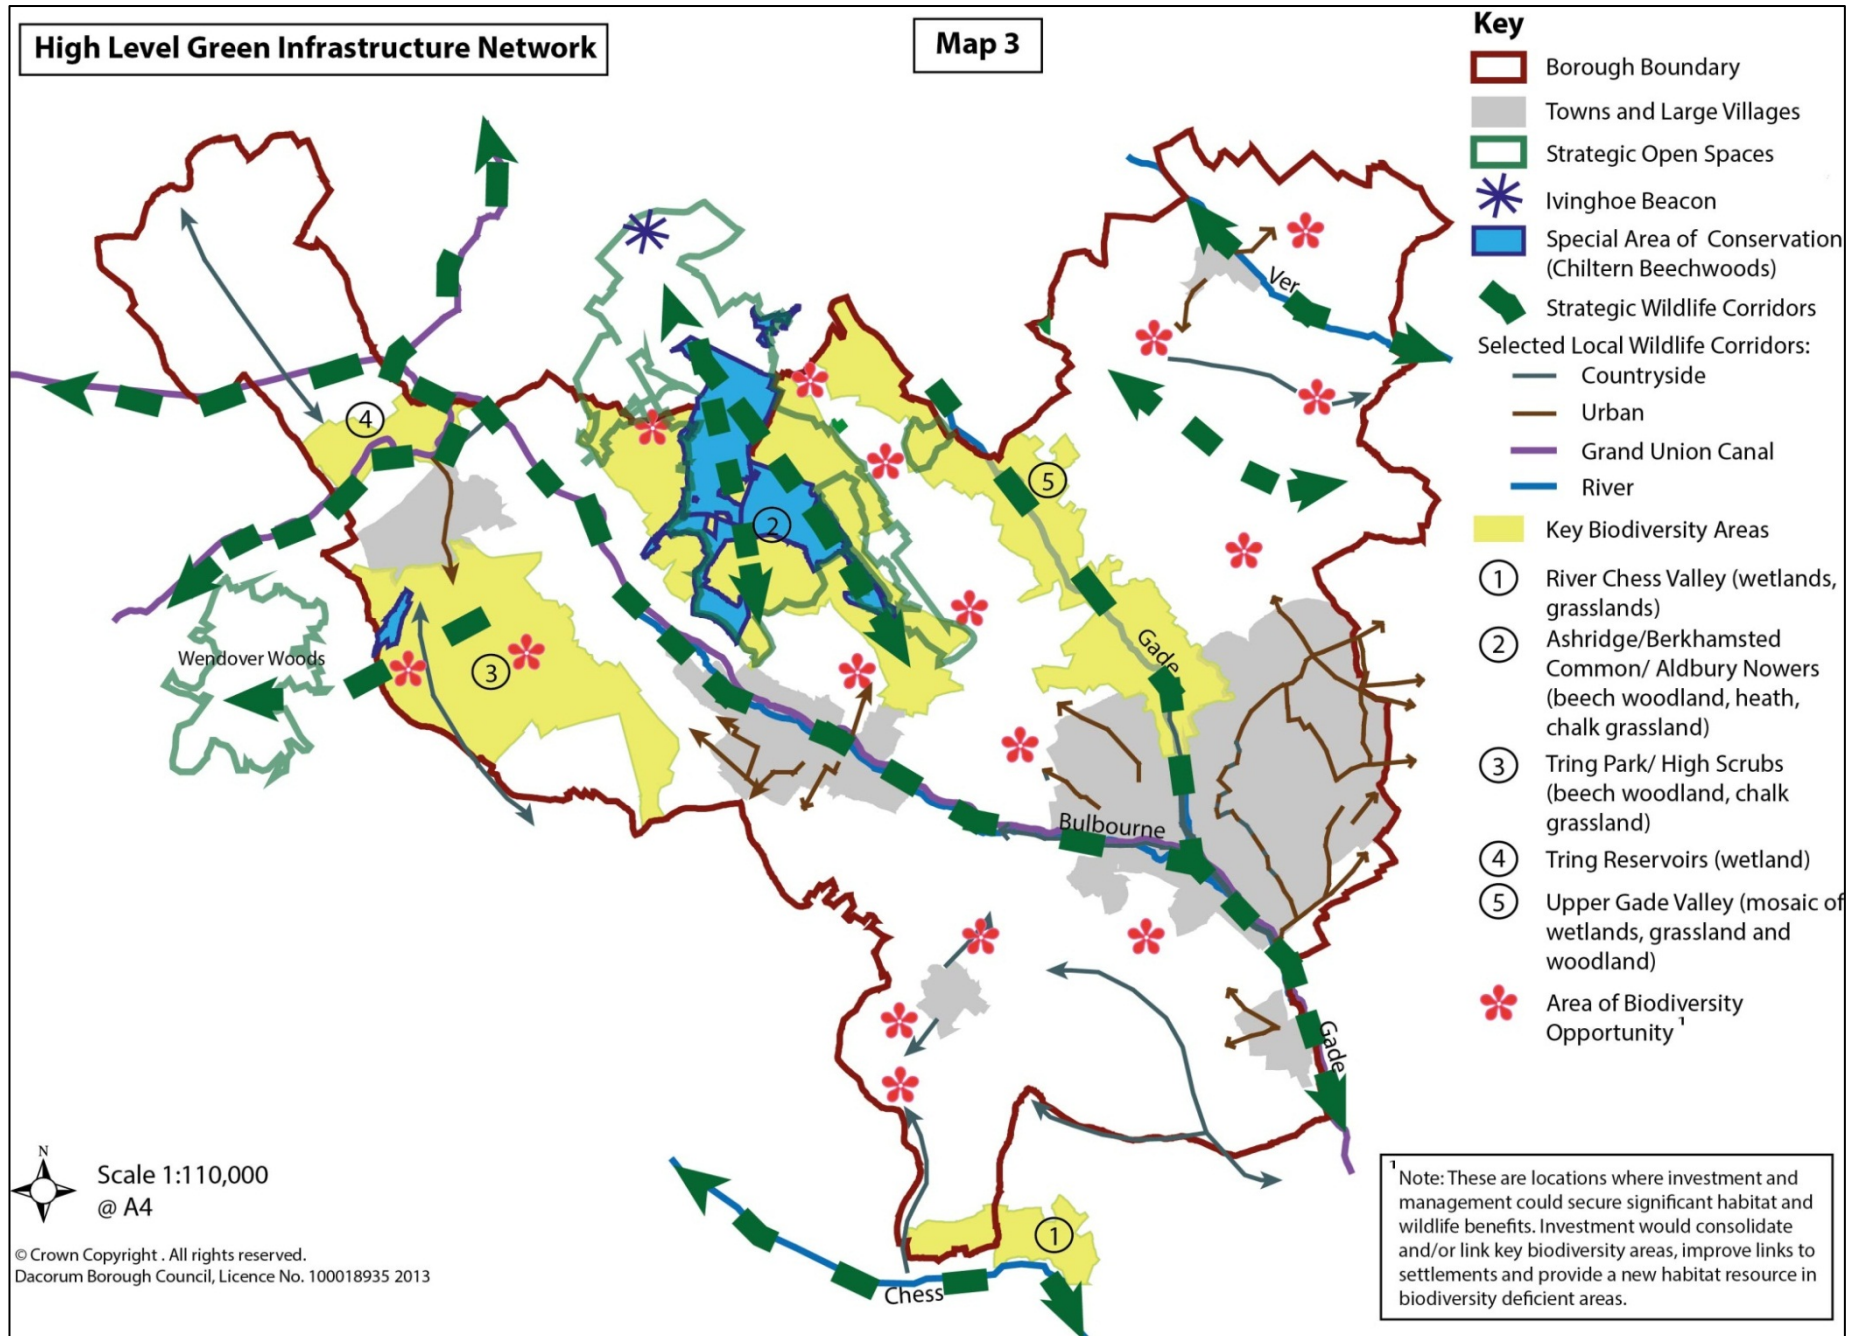 High Level Green Infrastructure Network
Map 3
Key
Borough Boundary
Towns and Large Villages
Strategic Open Spaces
Ivinghoe Beacon
Special Area of Conservation
(Chiltern Beechwoods)
Strategic Wildlife Corridors
Selected Local Wildlife Corridors:
Countryside
Urban
Grand Union Canal
River
Key Biodiversity Areas
1 River Chess Valley (wetlands,
grasslands)
2 Ashridge/Berkhamsted
Common/ Aldbury Nowers
(beech woodland, heath,
chalk grassland)
3 Tring Park/ High Scrubs
(beech woodland, chalk
grassland)
4 Tring Reservoirs (wetland)
5 Upper Gade Valley (mosaic of
wetlands, grassland and
woodland)
Area of Biodiversity
Opportunity ¹
Ver
4
5
2
Gade
Wendover Woods
3
Bulbourne
Gade
1
Chess
N
Scale 1:110,000
@ A4
© Crown Copyright . All rights reserved.
Dacorum Borough Council, Licence No. 100018935 2013
¹ Note: These are locations where investment and
management could secure significant habitat and
wildlife benefits. Investment would consolidate
and/or link key biodiversity areas, improve links to
settlements and provide a new habitat resource in
biodiversity deficient areas.